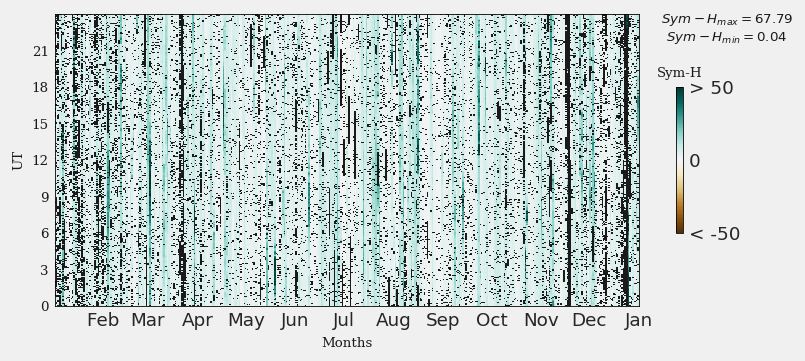 Sym − H_max = 67.79
Sym − H_min = 0.04
Sym-H
> 50
0
< -50
21
18
15
12
9
6
3
0
UT
Feb Mar Apr May Jun Jul Aug Sep Oct Nov Dec Jan
Months